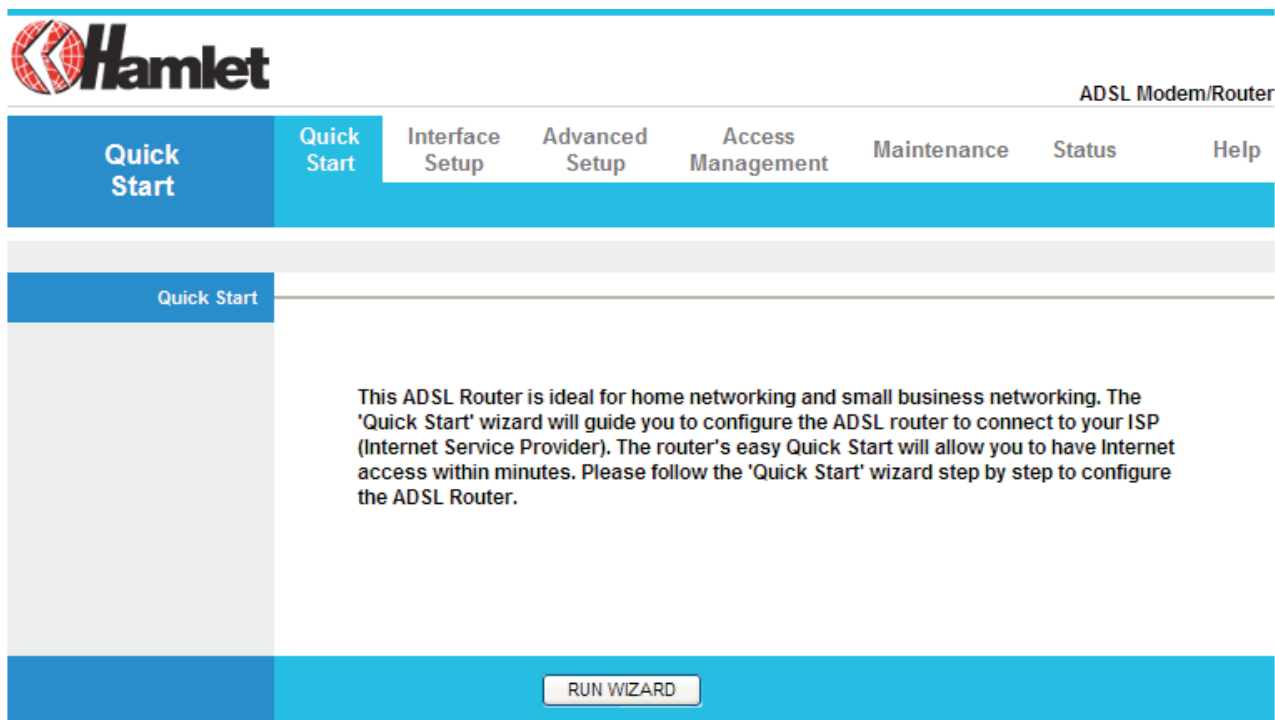 Hamlet
ADSL Modem/Router
Quick
Start
Quick
Start
Interface
Setup
Advanced
Setup
Access
Management
Maintenance
Status
Help
Quick Start
This ADSL Router is ideal for home networking and small business networking. The
'Quick Start' wizard will guide you to configure the ADSL router to connect to your ISP
(Internet Service Provider). The router's easy Quick Start will allow you to have Internet
access within minutes. Please follow the 'Quick Start' wizard step by step to configure
the ADSL Router.
RUN WIZARD